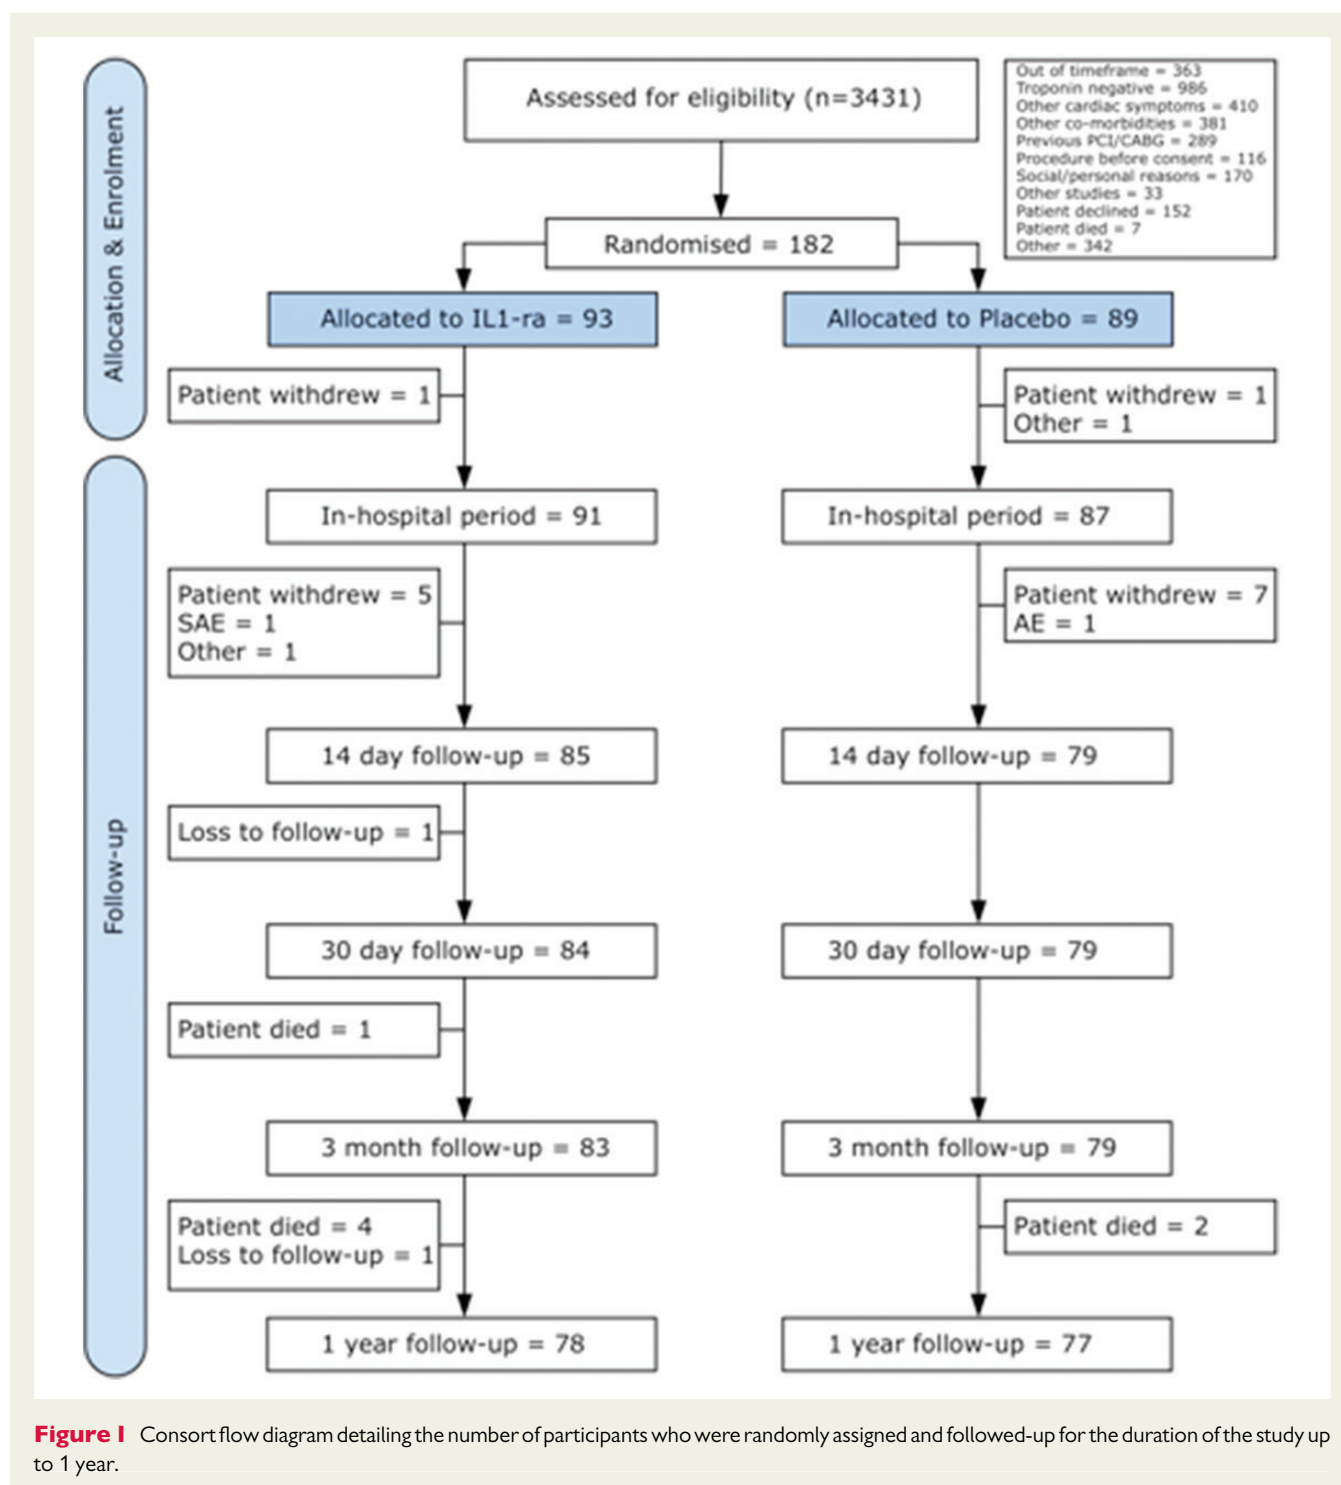 Assessed for eligibility (n=3431)
Out of timeframe = 363
Troponin negative = 986
Other cardiac symptoms = 410
Other co-morbidities = 381
Previous PCI/CABG = 289
Procedure before consent = 116
Social/personal reasons = 170
Other studies = 33
Patient declined = 152
Patient died = 7
Other = 342
Allocation & Enrolment
Randomised = 182
Allocated to IL1-ra = 93
Allocated to Placebo = 89
Patient withdrew = 1
Patient withdrew = 1
Other = 1
Follow-up
In-hospital period = 91
In-hospital period = 87
Patient withdrew = 5
SAE = 1
Other = 1
Patient withdrew = 7
AE = 1
14 day follow-up = 85
14 day follow-up = 79
Loss to follow-up = 1
30 day follow-up = 84
30 day follow-up = 79
Patient died = 1
3 month follow-up = 83
3 month follow-up = 79
Patient died = 4
Loss to follow-up = 1
Patient died = 2
1 year follow-up = 78
1 year follow-up = 77
Figure 1 Consort flow diagram detailing the number of participants who were randomly assigned and followed-up for the duration of the study up
to 1 year.